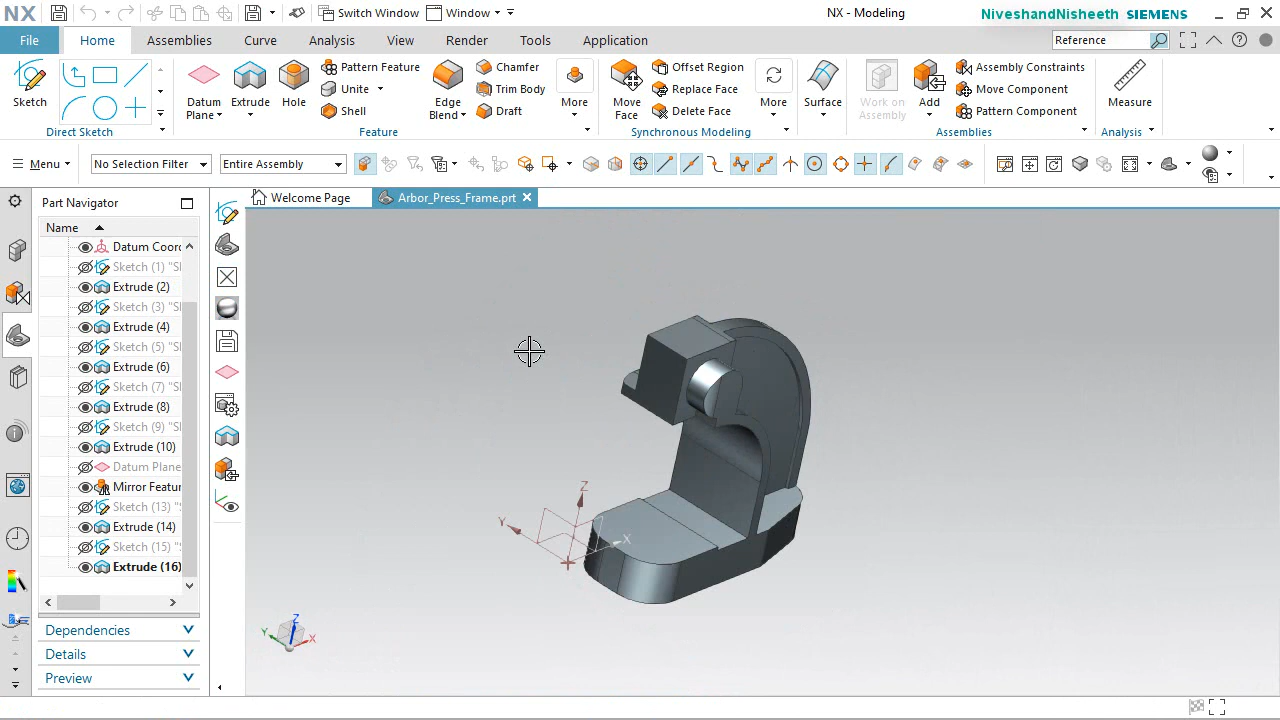 NX
Switch Window
Window
NX - Modeling
NiveshandNisheeth SIEMENS
File
Home
Assemblies
Curve
Analysis
View
Render
Tools
Application
Reference
Sketch
Direct Sketch
Datum Plane
Extrude
Hole
Pattern Feature
Unite
Shell
Edge Blend
Chamfer
Trim Body
Draft
More
Feature
Move Face
Offset Region
Replace Face
Delete Face
More
Synchronous Modeling
Surface
Work on Assembly
Add
Assembly Constraints
Move Component
Pattern Component
Assemblies
Measure
Analysis
Menu
No Selection Filter
Entire Assembly
Part Navigator
Welcome Page
Arbor_Press_Frame.prt
Name
Datum Coord
Sketch (1) "S
Extrude (2)
Sketch (3) "S
Extrude (4)
Sketch (5) "S
Extrude (6)
Sketch (7) "S
Extrude (8)
Sketch (9) "S
Extrude (10)
Datum Plane
Mirror Featur
Sketch (13) "
Extrude (14)
Sketch (15) "
Extrude (16)
Dependencies
Details
Preview
Z
Y
X
Z
Y
X